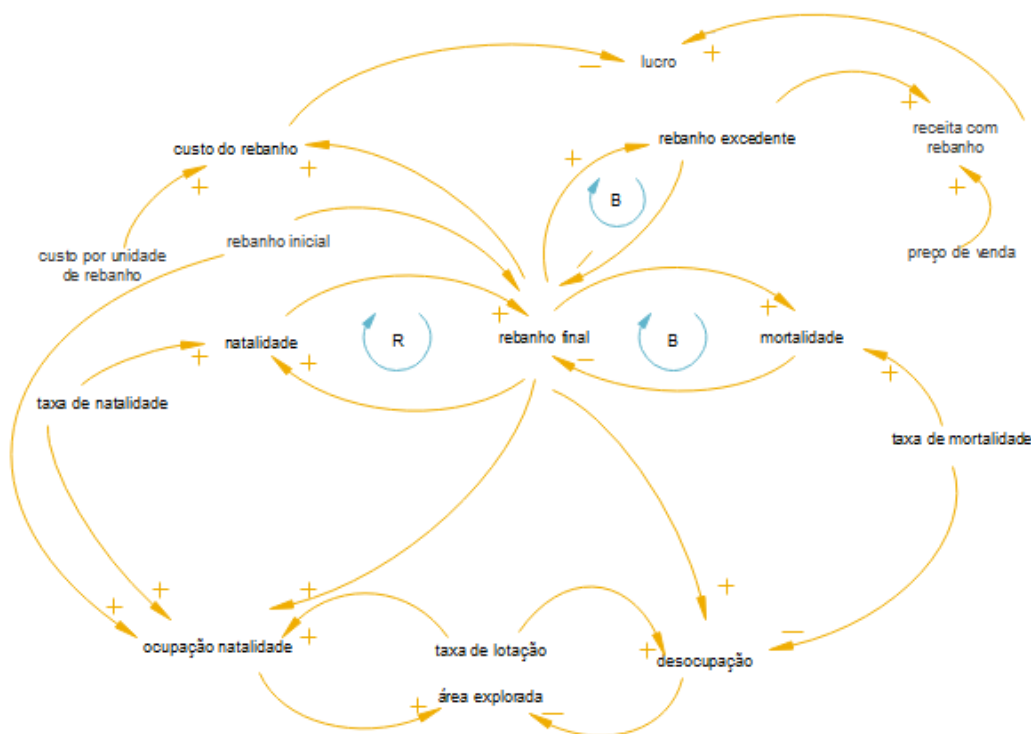 lucro
+
−
rebanho excedente
+
receita com
rebanho
custo do rebanho
+
+
+
B
+
custo por unidade
de rebanho
rebanho inicial
preço de venda
−
natalidade
+
+
R
+
rebanho final
−
B
+
mortalidade
+
taxa de natalidade
taxa de mortalidade
+
+
+
+
−
ocupação natalidade
+
taxa de lotação
+
desocupação
área explorada
+
−